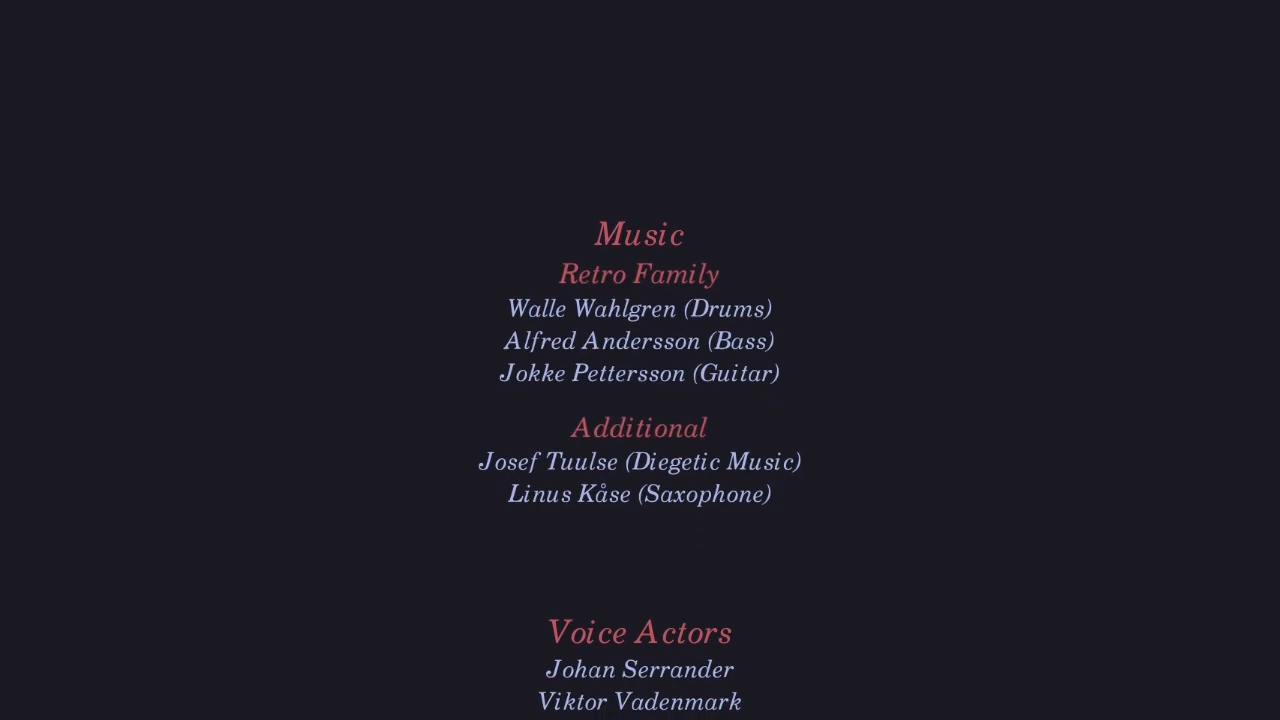 Music
Retro Family
Walle Wahlgren (Drums)
Alfred Andersson (Bass)
Jokke Pettersson (Guitar)
Additional
Josef Tuulse (Diegetic Music)
Linus Kåse (Saxophone)
Voice Actors
Johan Serrander
Viktor Vadenmark